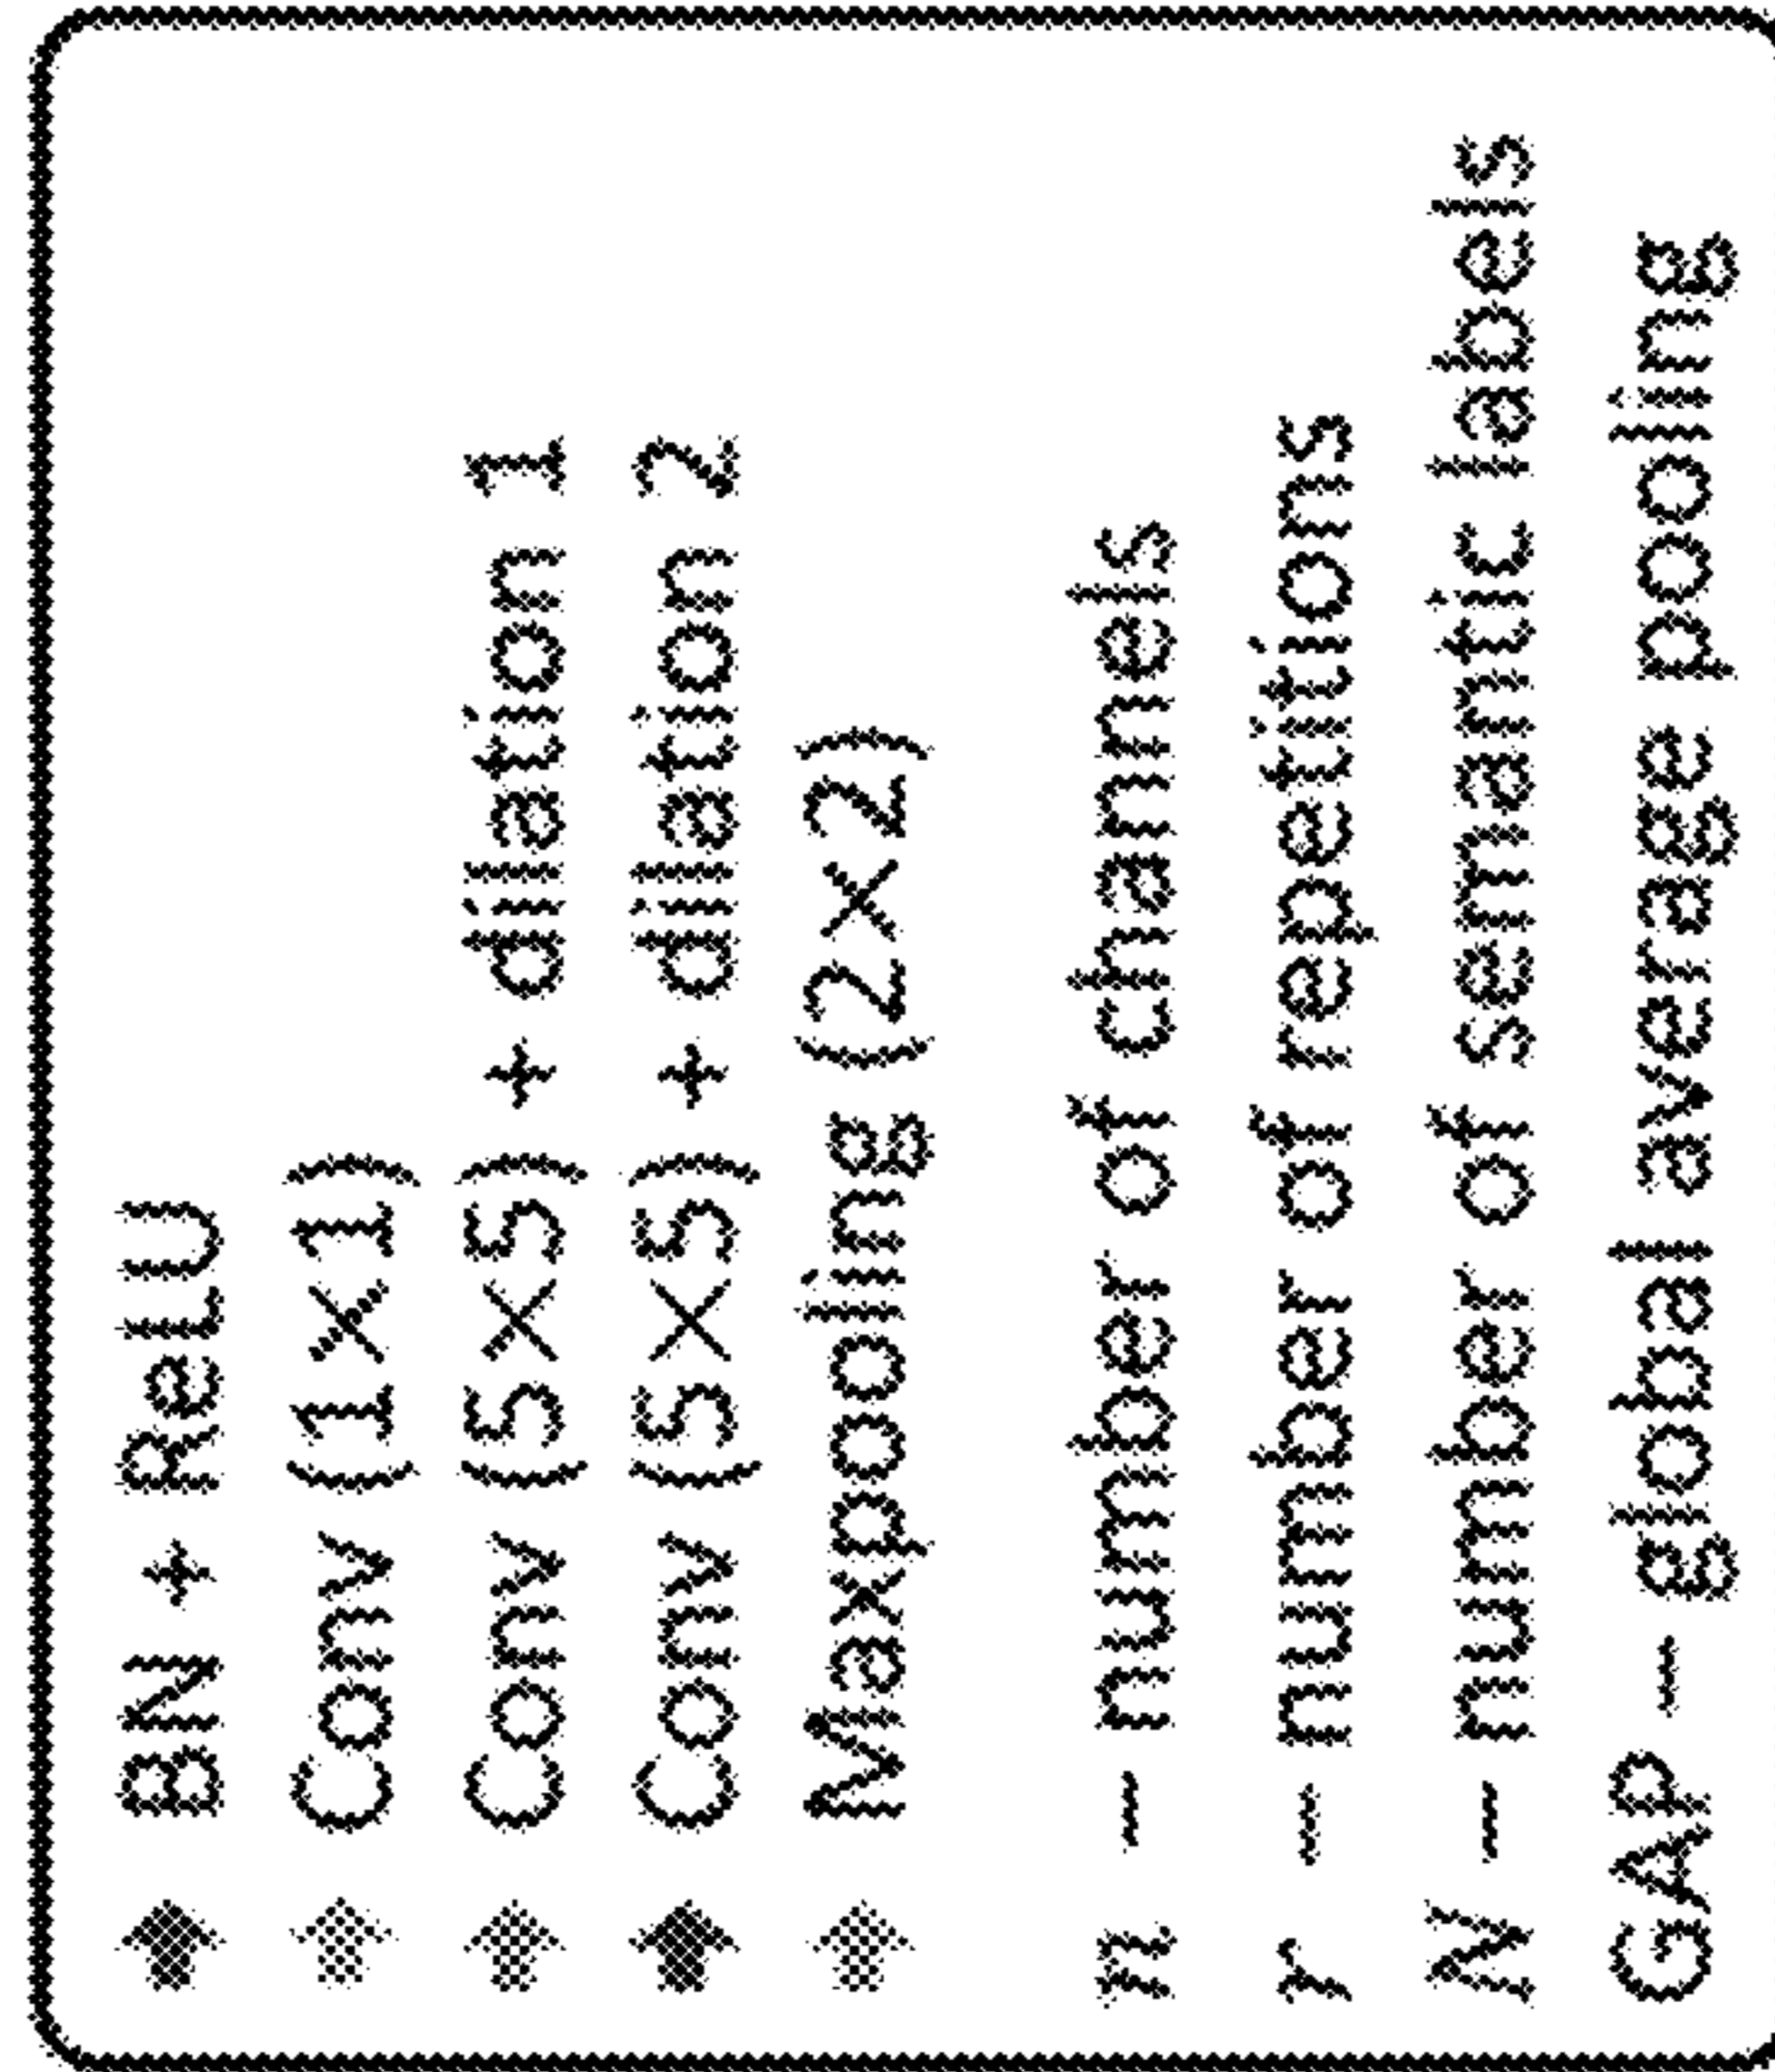 BN + ReLU
Conv (1×1)
Conv (5×5) + dilation 1
Conv (5×5) + dilation 2
Maxpooling (2×2)
n – number of channels
r – number of repetitions
N – number of semantic labels
GAP – global average pooling